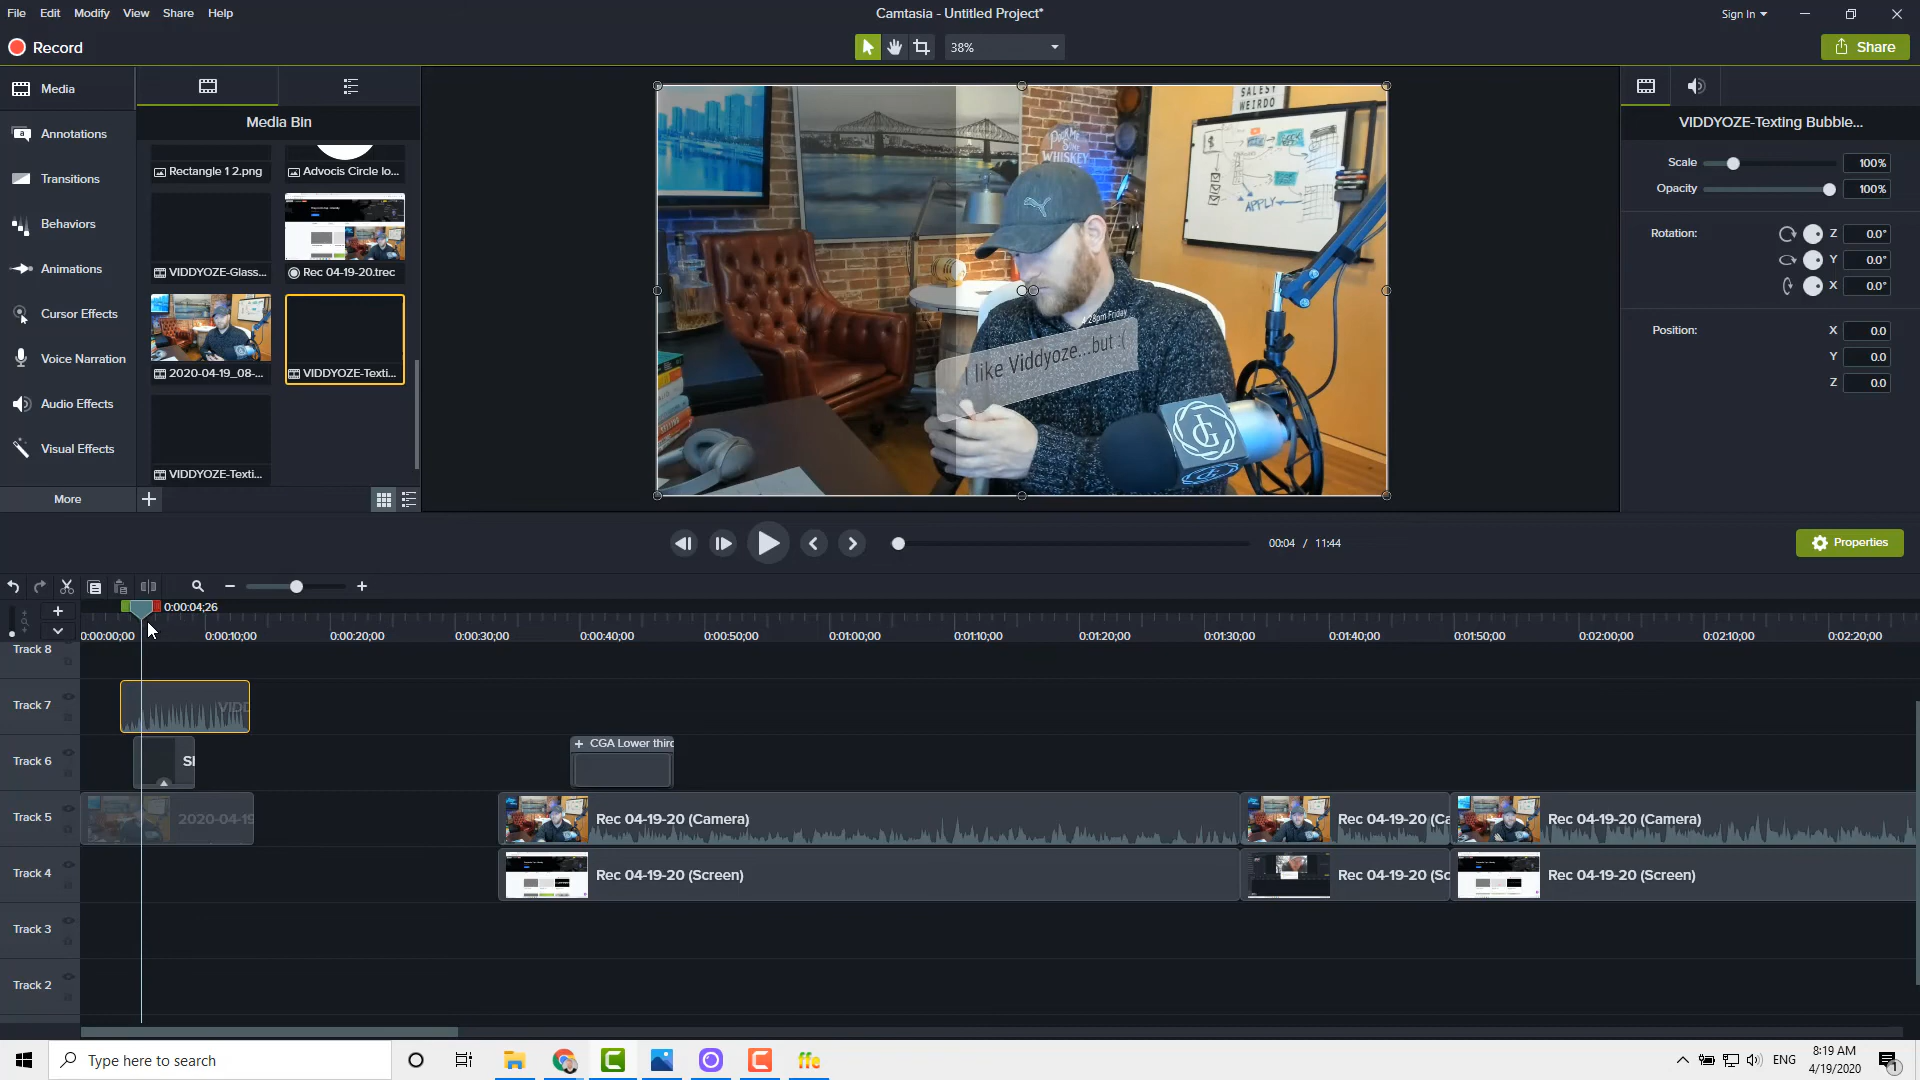 File Edit Modify View Share Help
Camtasia - Untitled Project*
Sign In
Record
38%
Share
Media
Annotations
Transitions
Behaviors
Animations
Cursor Effects
Voice Narration
Audio Effects
Visual Effects
More
Media Bin
Rectangle 1 2.png
Advocis Circle lo...
VIDDYOZE-Glass...
Rec 04-19-20.trec
2020-04-19_08-...
VIDDYOZE-Texti...
VIDDYOZE-Texti...
SALESY
WEIRDO
WHISKEY
APPLY
28pm Friday
I like Viddyoze...but :(
VIDDYOZE-Texting Bubble...
Scale 100%
Opacity 100%
Rotation: Z 0.0°
Y 0.0°
X 0.0°
Position: X 0.0
Y 0.0
Z 0.0
00:04 / 11:44
Properties
0:00:04;26
0:00:00;00 0:00:10;00 0:00:20;00 0:00:30;00 0:00:40;00 0:00:50;00 0:01:00;00 0:01:10;00 0:01:20;00 0:01:30;00 0:01:40;00 0:01:50;00 0:02:00;00 0:02:10;00 0:02:20;00
Track 8
Track 7
VIDD
Track 6
SI
CGA Lower third
Track 5
2020-04-19
Rec 04-19-20 (Camera)
Rec 04-19-20 (Ca
Rec 04-19-20 (Camera)
Track 4
Rec 04-19-20 (Screen)
Rec 04-19-20 (Sc
Rec 04-19-20 (Screen)
Track 3
Track 2
Type here to search
ffe
ENG
8:19 AM
4/19/2020
1